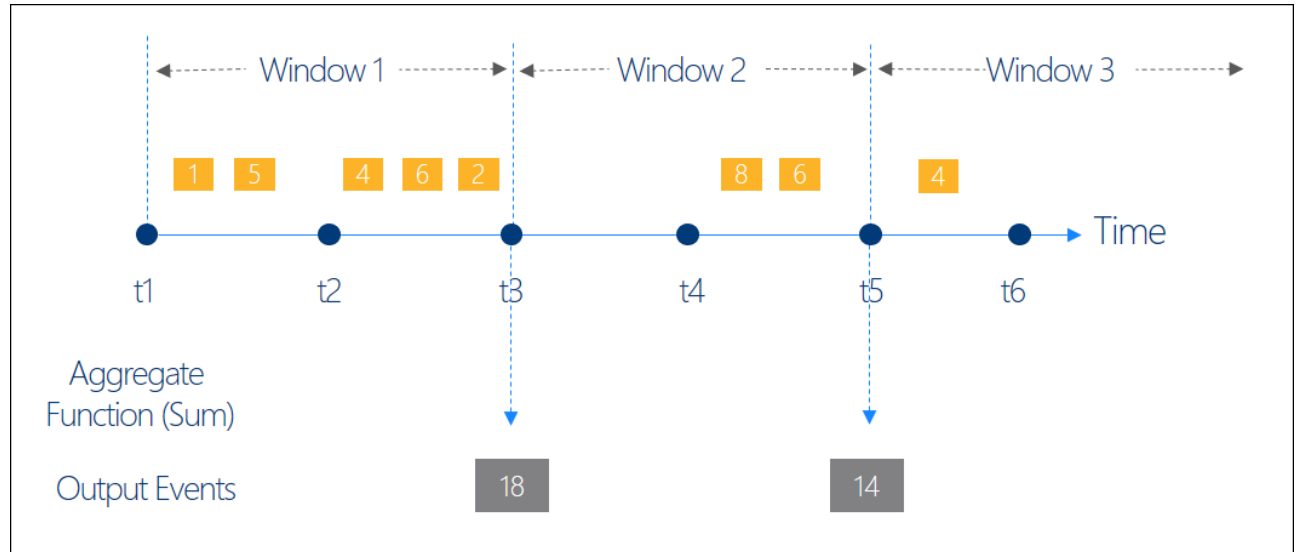 Window 1
Window 2
Window 3
1
5
4
6
2
8
6
4
Time
t1
t2
t3
t4
t5
t6
Aggregate
Function (Sum)
Output Events
18
14